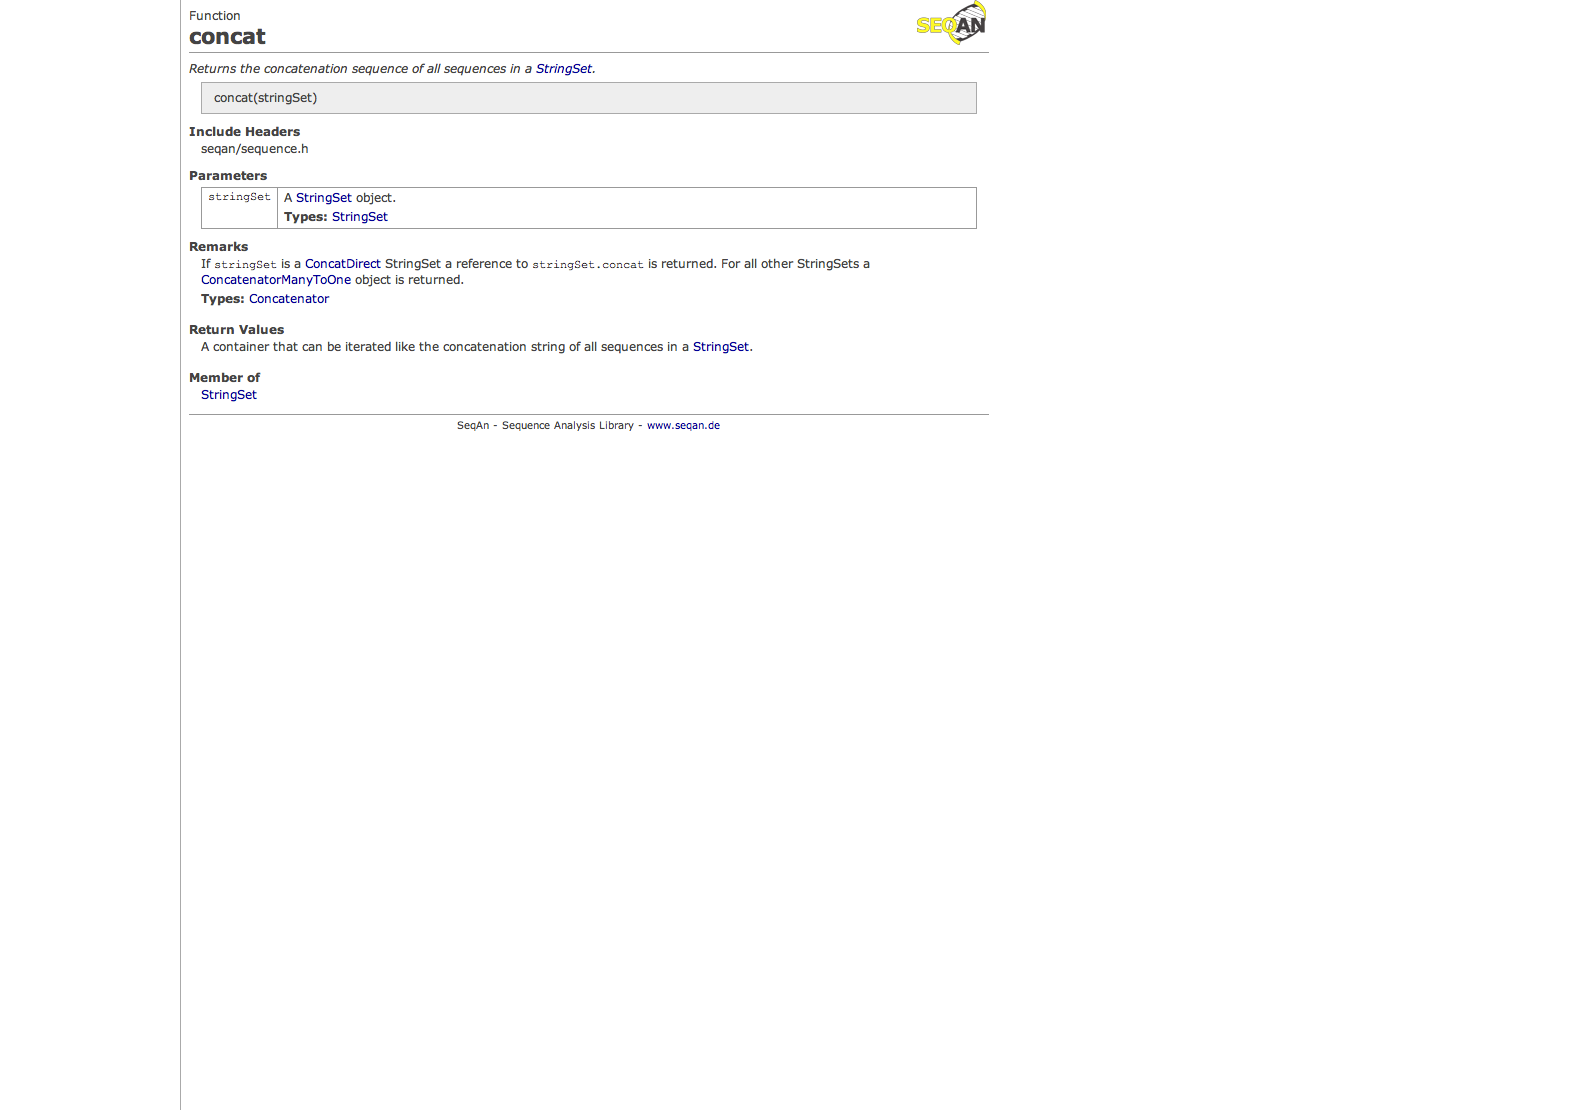 Function
concat
SEQAN
Returns the concatenation sequence of all sequences in a StringSet.
concat(stringSet)
Include Headers
seqan/sequence.h
Parameters
stringSet A StringSet object.
Types: StringSet
Remarks
If stringSet is a ConcatDirect StringSet a reference to stringSet.concat is returned. For all other StringSets a
ConcatenatorManyToOne object is returned.
Types: Concatenator
Return Values
A container that can be iterated like the concatenation string of all sequences in a StringSet.
Member of
StringSet
SeqAn - Sequence Analysis Library - www.seqan.de